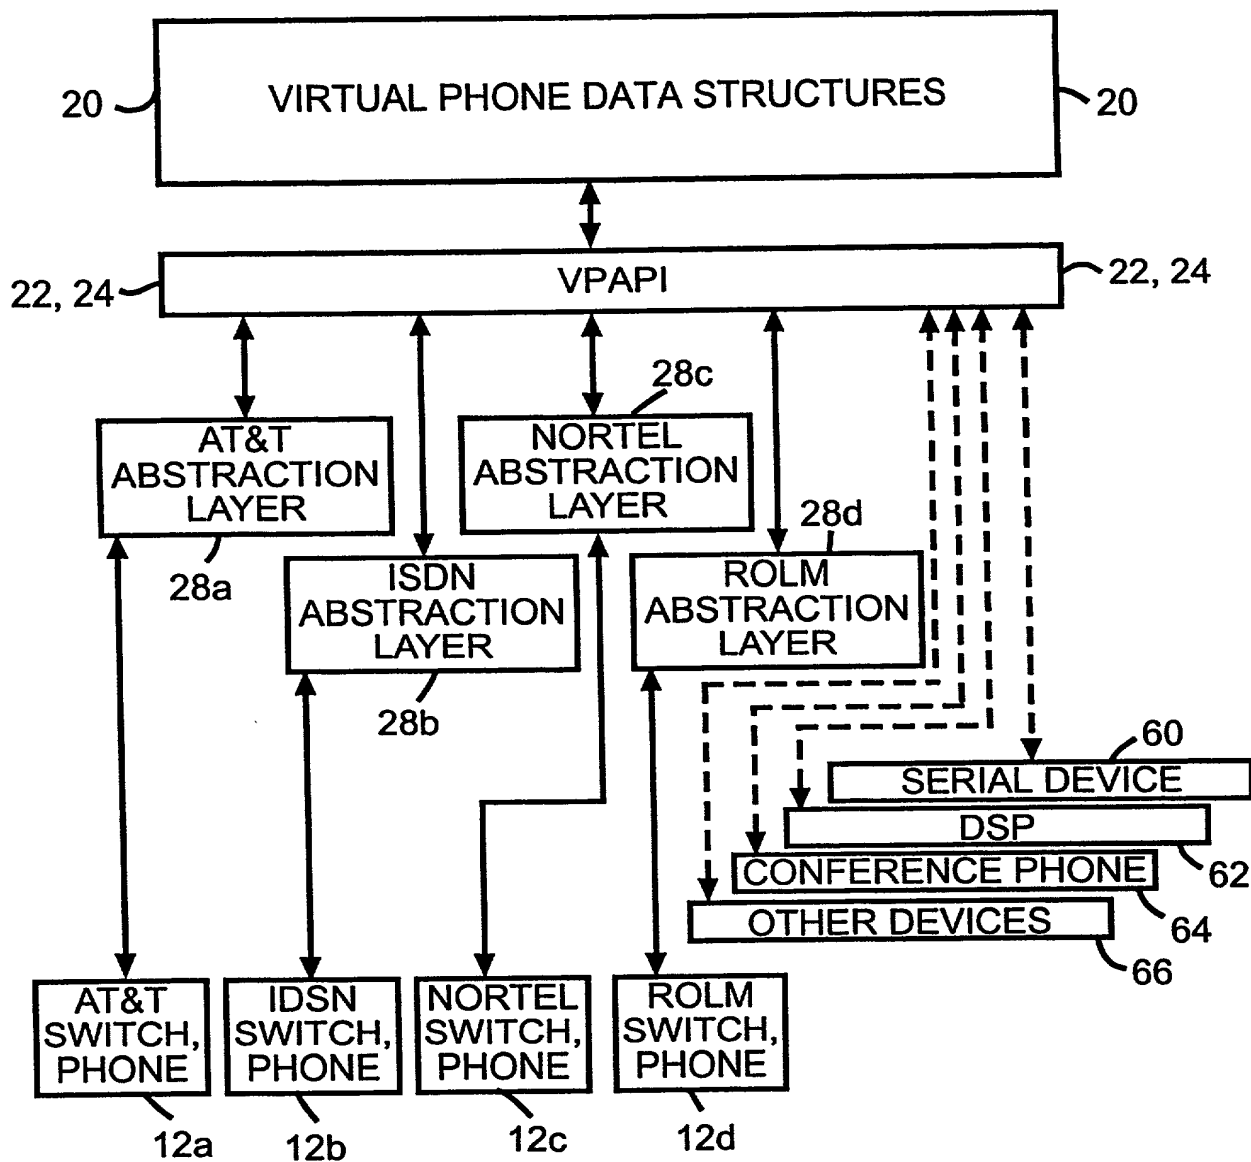 VIRTUAL PHONE DATA STRUCTURES
20
20
VPAPI
22, 24
22, 24
28c
AT&T
ABSTRACTION
LAYER
28a
NORTEL
ABSTRACTION
LAYER
28d
ISDN
ABSTRACTION
LAYER
28b
ROLM
ABSTRACTION
LAYER
60
SERIAL DEVICE
DSP
62
CONFERENCE PHONE
64
OTHER DEVICES
66
AT&T
SWITCH,
PHONE
12a
IDSN
SWITCH,
PHONE
12b
NORTEL
SWITCH,
PHONE
12c
ROLM
SWITCH,
PHONE
12d